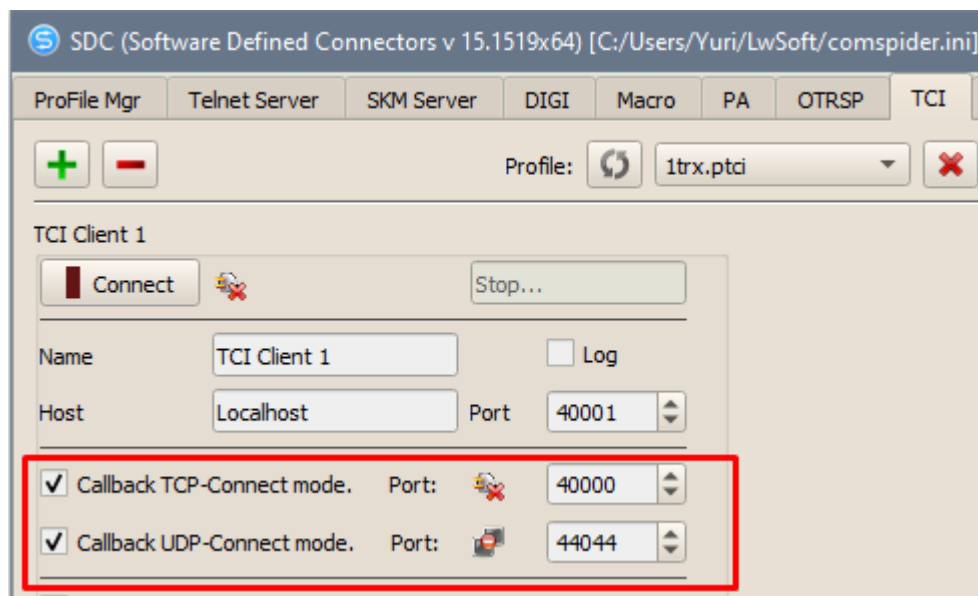 SDC (Software Defined Connectors v 15.1519x64) [C:/Users/Yuri/LwSoft/comspider.ini]
ProFile Mgr Telnet Server SKM Server DIGI Macro PA OTRSP TCI
Profile: 1trx.ptci
TCI Client 1
Connect Stop...
Name TCI Client 1 Log
Host Localhost Port 40001
Callback TCP-Connect mode. Port: 40000
Callback UDP-Connect mode. Port: 44044